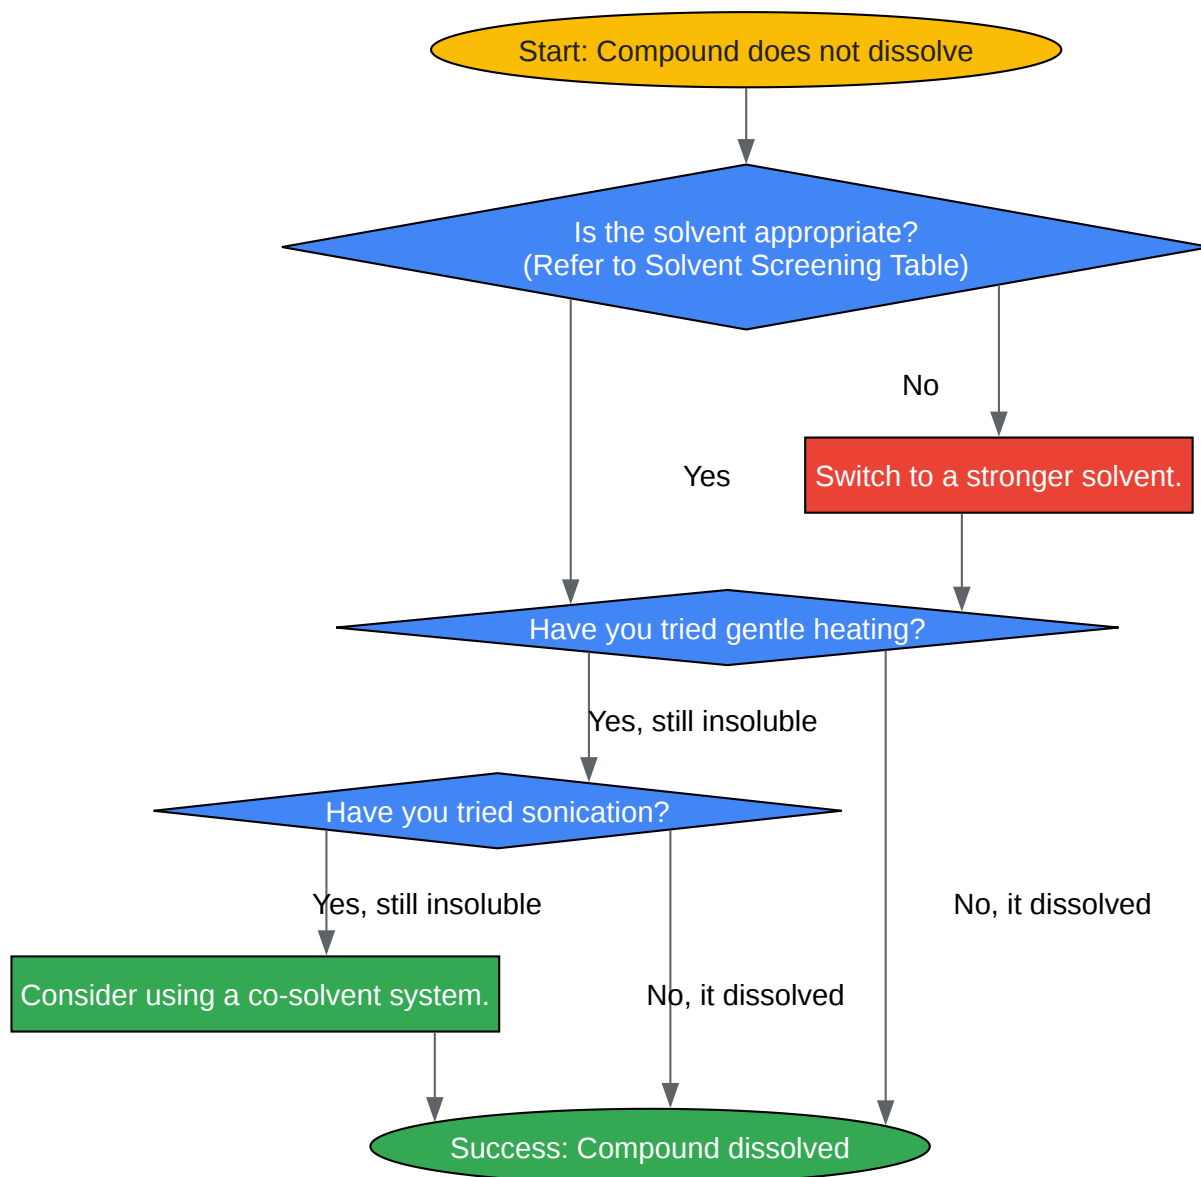 Start: Compound does not dissolve
Is the solvent appropriate?
(Refer to Solvent Screening Table)
No
Yes
Switch to a stronger solvent.
Have you tried gentle heating?
Yes, still insoluble
Have you tried sonication?
Yes, still insoluble
No, it dissolved
Consider using a co-solvent system.
No, it dissolved
Success: Compound dissolved